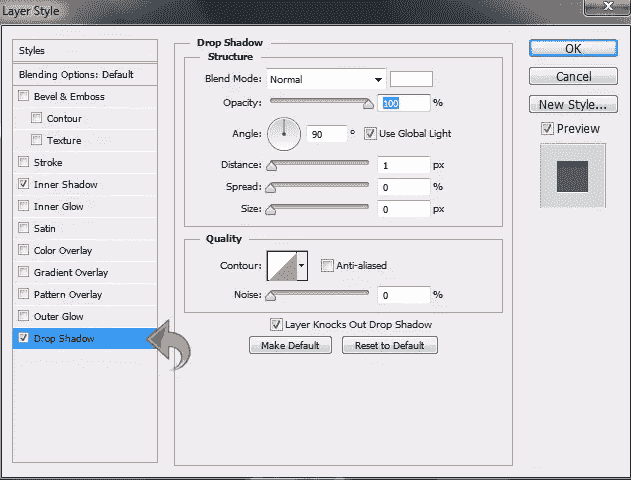 Layer Style
Styles
Blending Options: Default
Bevel & Emboss
Contour
Texture
Stroke
Inner Shadow
Inner Glow
Satin
Color Overlay
Gradient Overlay
Pattern Overlay
Outer Glow
Drop Shadow
Drop Shadow
Structure
Blend Mode: Normal
Opacity: 100 %
Angle: 90 ° Use Global Light
Distance: 1 px
Spread: 0 %
Size: 0 px
Quality
Contour: Anti-aliased
Noise: 0 %
Layer Knocks Out Drop Shadow
Make Default Reset to Default
OK
Cancel
New Style...
Preview